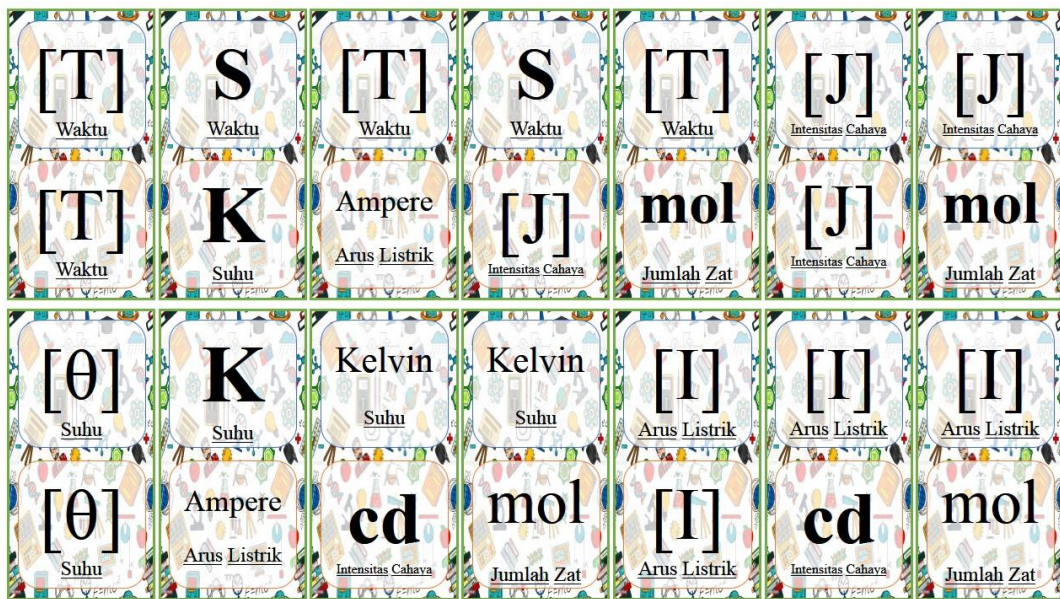 [T] S [T] S [T] [J] [J]
Waktu Waktu Waktu Waktu Waktu Intensitas Cahaya Intensitas Cahaya
[T] K Ampere [J] mol [J] mol
Waktu Suhu Arus Listrik Intensitas Cahaya Jumlah Zat Intensitas Cahaya Jumlah Zat
[θ] K Kelvin Kelvin [I] [I] [I]
Suhu Suhu Suhu Suhu Arus Listrik Arus Listrik Arus Listrik
[θ] Ampere cd mol [I] cd mol
Suhu Arus Listrik Intensitas Cahaya Jumlah Zat Arus Listrik Intensitas Cahaya Jumlah Zat